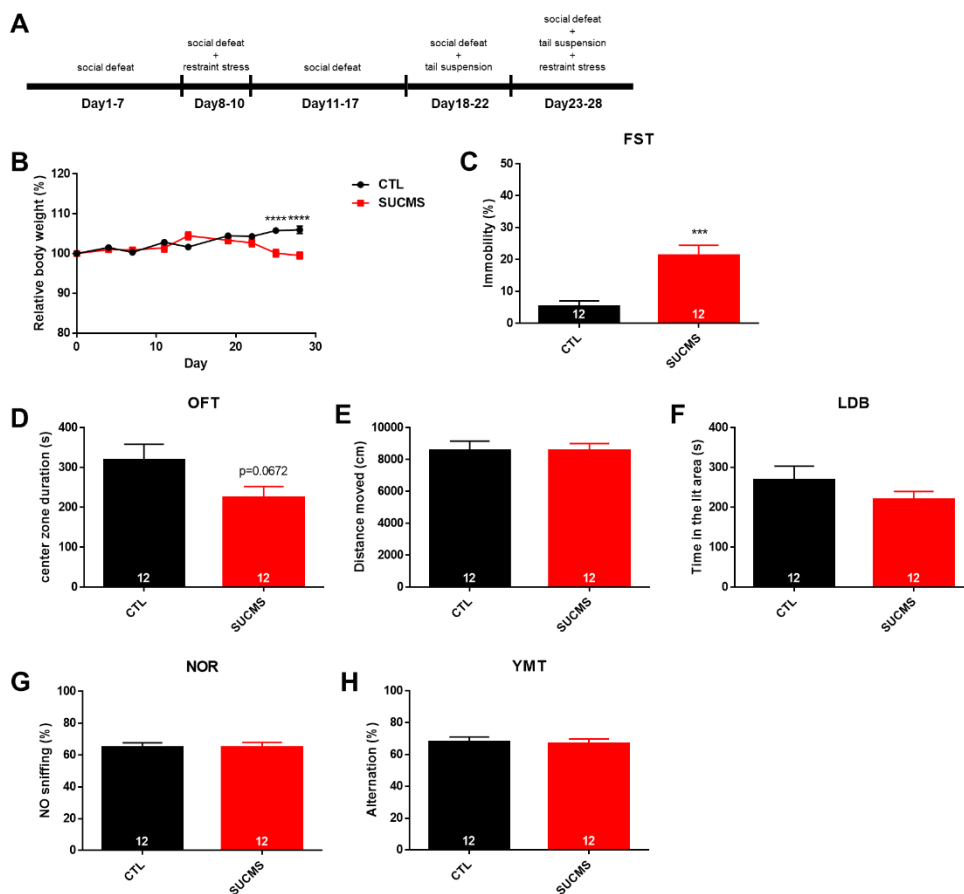 A
social defeat
social defeat
+
restraint stress
social defeat
social defeat
+
tail suspension
social defeat
+
tail suspension
+
restraint stress
Day1-7
Day8-10
Day11-17
Day18-22
Day23-28
B
Relative body weight (%)
120
110
100
90
80
0
10
20
30
Day
**** ****
CTL
SUCMS
C
FST
Immobility (%)
50
40
30
20
10
0
***
12
12
CTL
SUCMS
D
OFT
center zone duration (s)
400
300
200
100
0
p=0.0672
12
12
CTL
SUCMS
E
Distance moved (cm)
10000
8000
6000
4000
2000
0
12
12
CTL
SUCMS
F
LDB
Time in the lit area (s)
400
300
200
100
0
12
12
CTL
SUCMS
G
NOR
NO sniffing (%)
100
80
60
40
20
0
12
12
CTL
SUCMS
H
YMT
Alternation (%)
100
80
60
40
20
0
12
12
CTL
SUCMS